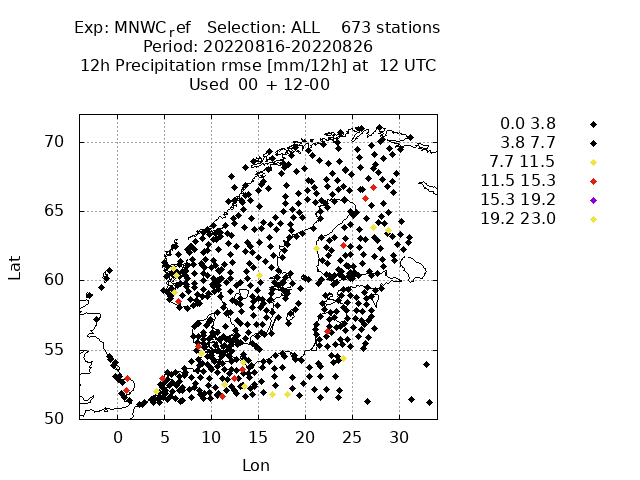 Exp: MNWCref Selection: ALL 673 stations
Period: 20220816-20220826
12h Precipitation rmse [mm/12h] at 12 UTC
Used 00 + 12-00
0.0 3.8
3.8 7.7
7.7 11.5
11.5 15.3
15.3 19.2
19.2 23.0
70
65
60
55
50
Lat
0 5 10 15 20 25 30
Lon